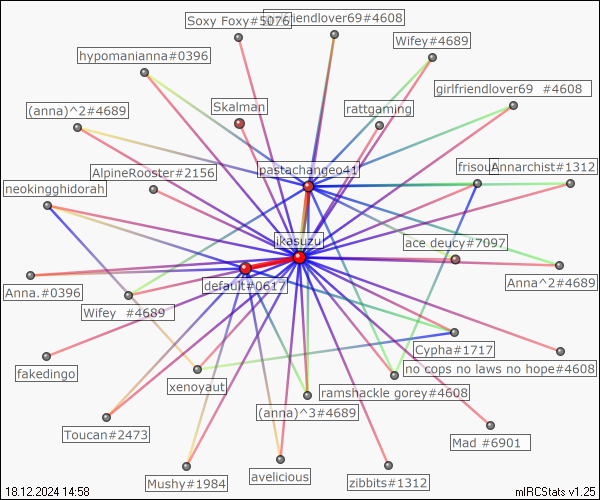 Soxy Foxy#5076
girlfriendlover69#4608
Wifey#4689
hypomanianna#0396
girlfriendlover69 #4608
(anna)^2#4689
Skalman
rattgaming
AlpineRooster#2156
pastachangeo41
frisout
Annarchist#1312
neokingghidorah
ikasuzu
ace deucy#7097
Anna.#0396
default#0617
Anna^2#4689
Wifey #4689
Cypha#1717
no cops no laws no hope#4608
fakedingo
xenoyaut
ramshackle gorey#4608
(anna)^3#4689
Toucan#2473
Mad #6901
Mushy#1984
avelicious
zibbits#1312
18.12.2024 14:58
mIRCStats v1.25